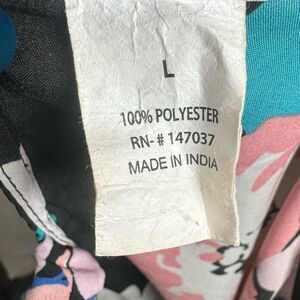 L
100% POLYESTER
RN-# 147037
MADE IN INDIA